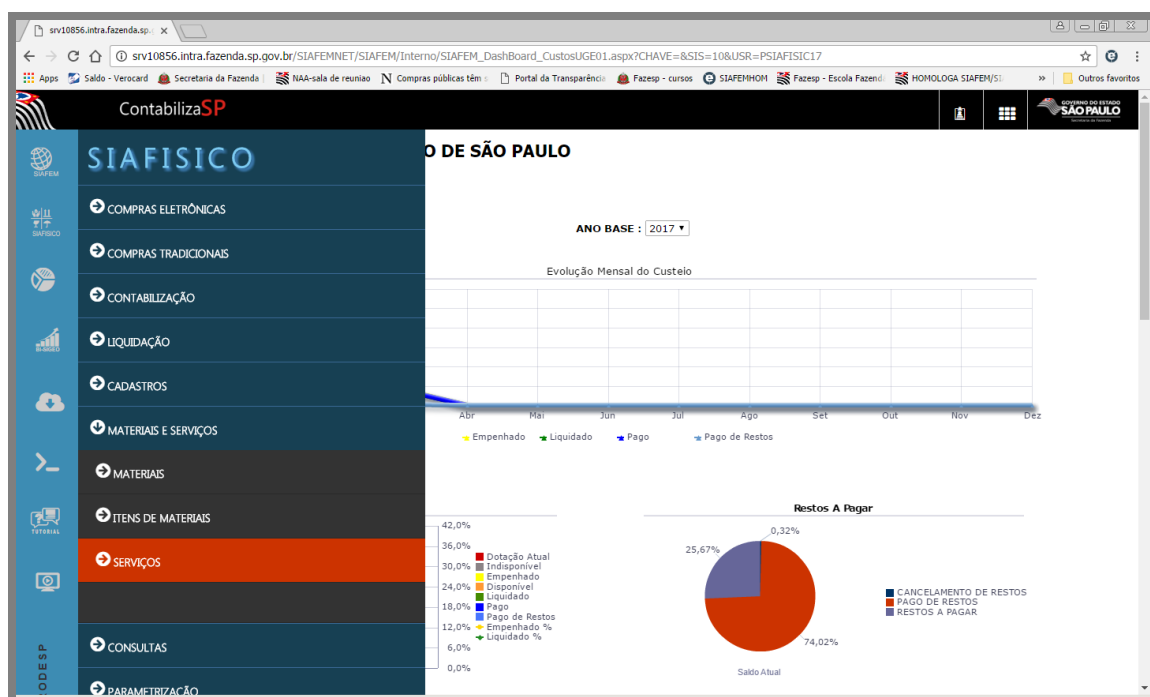 srv10856.intra.fazenda.sp.
srv10856.intra.fazenda.sp.gov.br/SIAFEMNET/SIAFEM/Interno/SIAFEM_DashBoard_CustosUGE01.aspx?CHAVE=&SIS=10&USR=PSIAFISIC17
Apps Saldo - Verocard Secretaria da Fazenda NAA-sala de reuniao Compras públicas têm Portal da Transparência Fazesp - cursos SIAFEMHOM Fazesp - Escola Fazend HOMOLOGA SIAFEM/S » Outros favoritos
ContabilizaSP
GOVERNO DO ESTADO
SÃO PAULO
SIAFEM
SIAFISICO
O DE SÃO PAULO
COMPRAS ELETRÔNICAS
SIAFISICO
ANO BASE : 2017
COMPRAS TRADICIONAIS
Evolução Mensal do Custeio
CONTABILIZAÇÃO
LIQUIDAÇÃO
BI-SIGEO
CADASTROS
Abr Mai Jun Jul Ago Set Out Nov Dez
MATERIAIS E SERVIÇOS
Empenhado Liquidado Pago Pago de Restos
MATERIAIS
ITENS DE MATERIAIS
TUTORIAL
SERVIÇOS
42,0%
36,0%
30,0%
24,0%
18,0%
12,0%
6,0%
0,0%
Dotação Atual
Indisponível
Empenhado
Disponível
Liquidado
Pago
Pago de Restos
Empenhado %
Liquidado %
Restos A Pagar
0,32%
25,67%
74,02%
CANCELAMENTO DE RESTOS
PAGO DE RESTOS
RESTOS A PAGAR
Saldo Atual
CONSULTAS
PARAMETRIZAÇÃO
ODESP